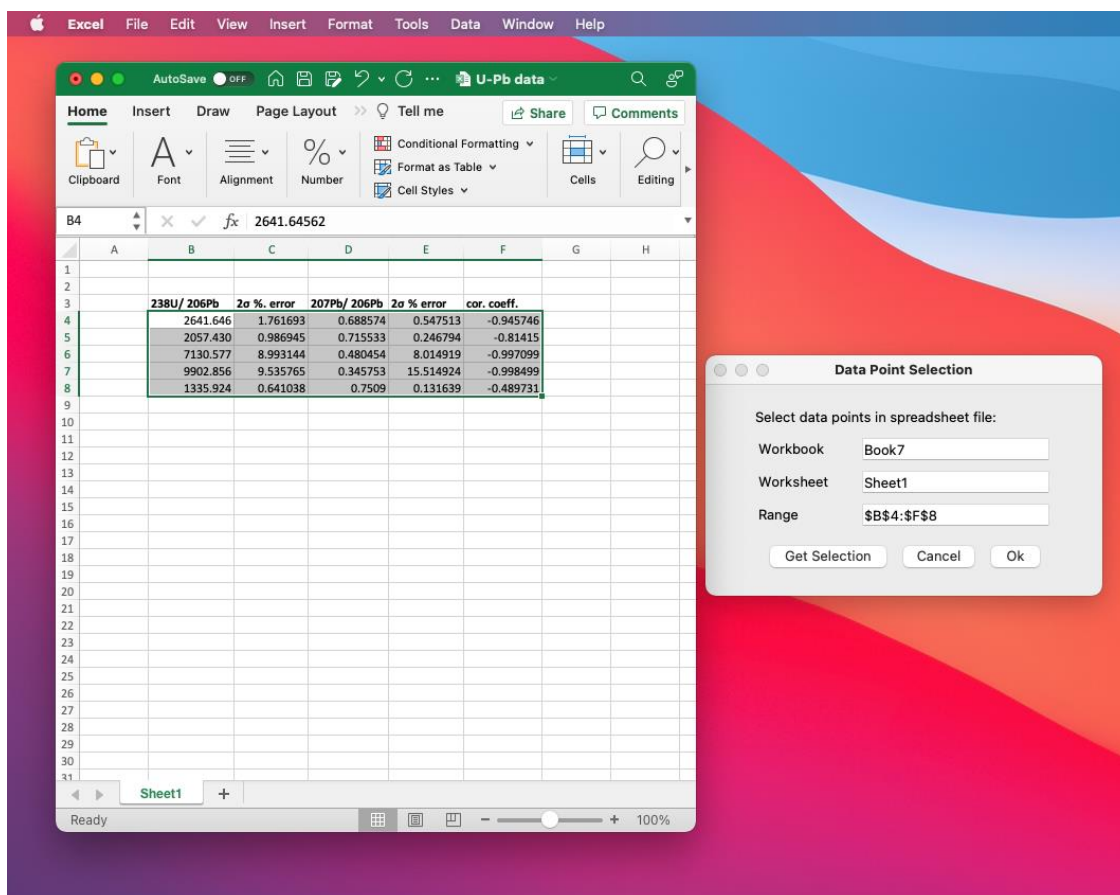 Excel File Edit View Insert Format Tools Data Window Help
AutoSave OFF ... U-Pb data
Home Insert Draw Page Layout >> Tell me Share Comments
Conditional Formatting
Format as Table
Cell Styles
Clipboard Font Alignment Number Cells Editing
B4 fx 2641.64562
A B C D E F G H
1
2
3 238U/ 206Pb 2σ %. error 207Pb/ 206Pb 2σ % error cor. coeff.
4 2641.646 1.761693 0.688574 0.547513 -0.945746
5 2057.430 0.986945 0.715533 0.246794 -0.81415
6 7130.577 8.993144 0.480454 8.014919 -0.997099
7 9902.856 9.535765 0.345753 15.514924 -0.998499
8 1335.924 0.641038 0.7509 0.131639 -0.489731
9
10
11
12
13
14
15
16
17
18
19
20
21
22
23
24
25
26
27
28
29
30
31
Sheet1 +
Ready - + 100%
Data Point Selection
Select data points in spreadsheet file:
Workbook Book7
Worksheet Sheet1
Range $B$4:$F$8
Get Selection Cancel Ok